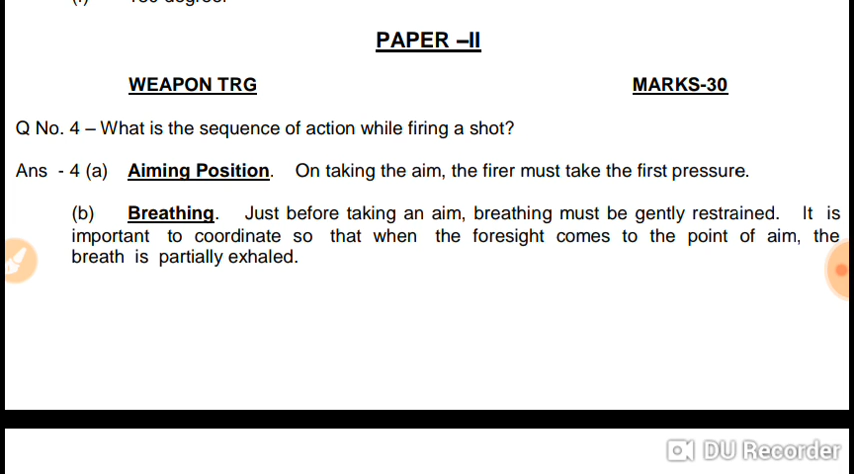 PAPER –II
WEAPON TRG MARKS-30
Q No. 4 – What is the sequence of action while firing a shot?
Ans - 4 (a) Aiming Position. On taking the aim, the firer must take the first pressure.
(b) Breathing. Just before taking an aim, breathing must be gently restrained. It is
important to coordinate so that when the foresight comes to the point of aim, the
breath is partially exhaled.
DU Recorder